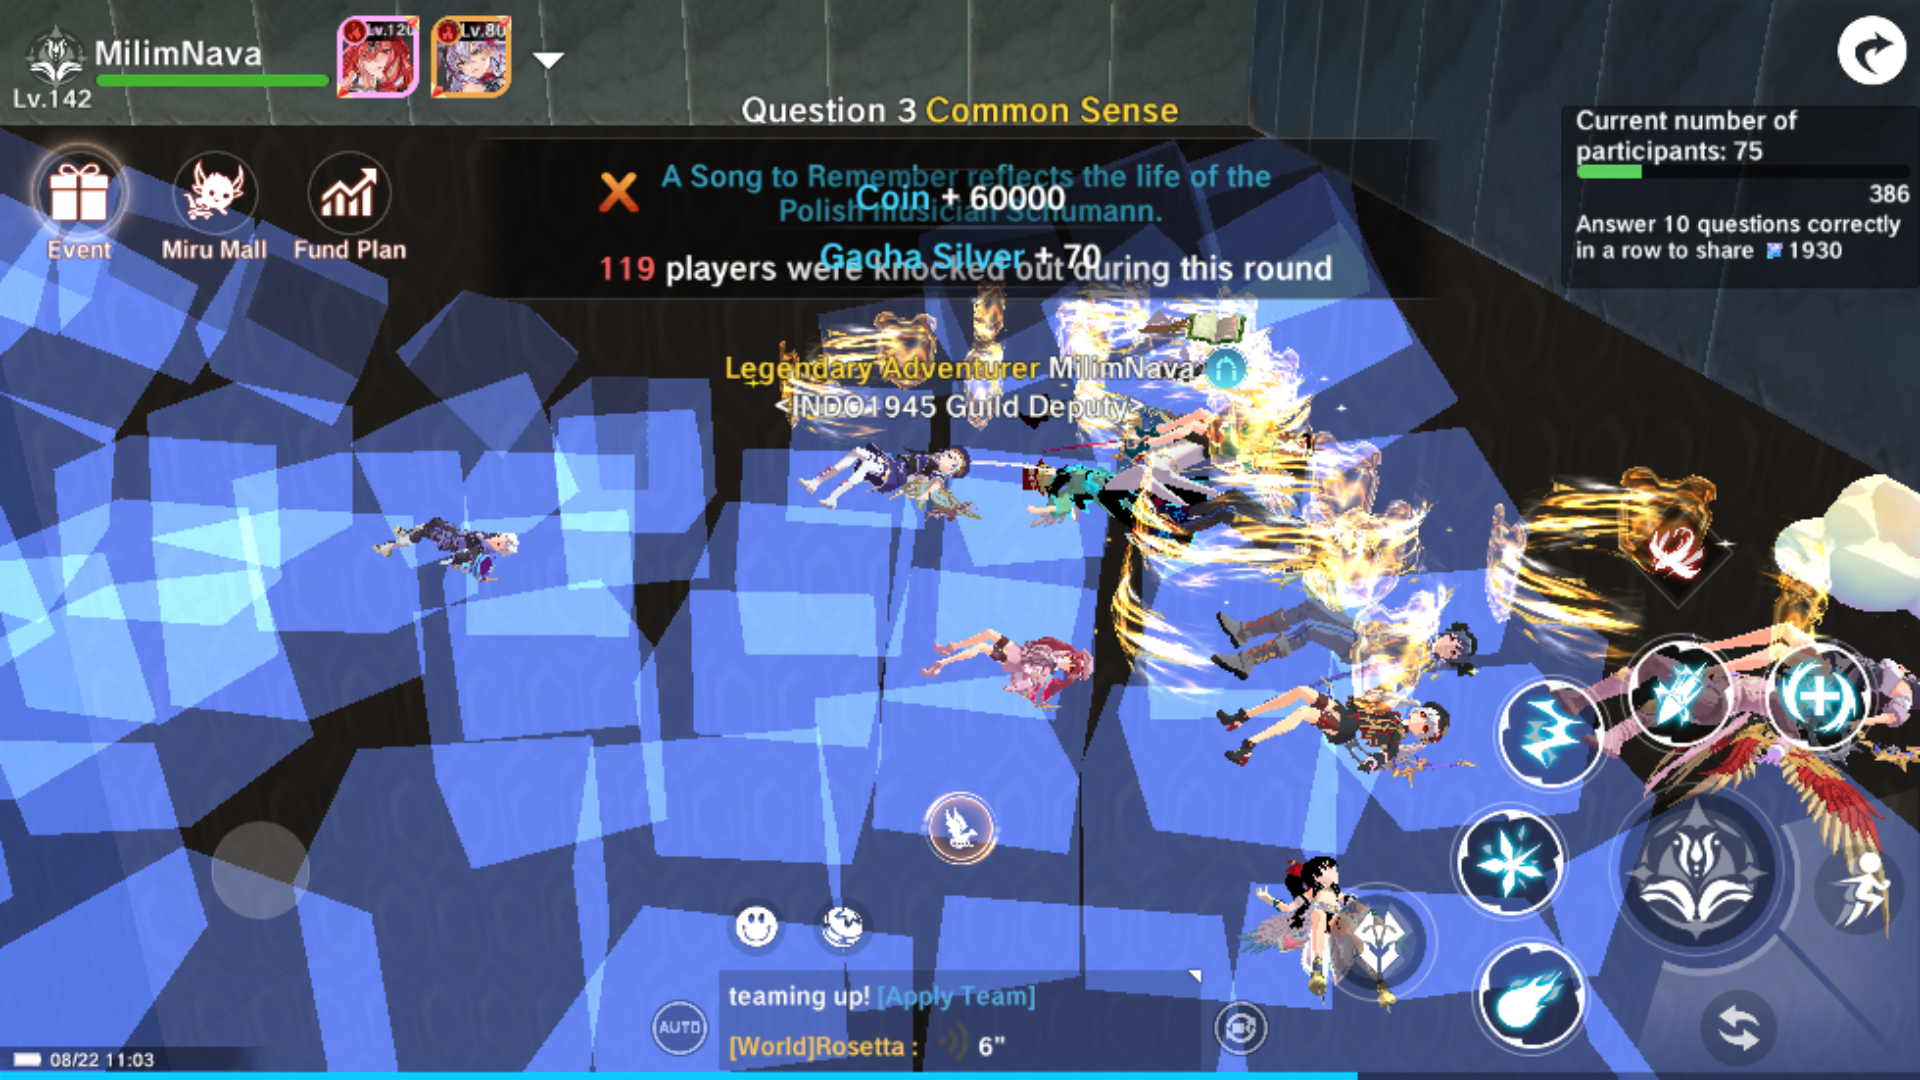 MilimNava
Lv.142
Lv.120
Lv.80
Event
Miru Mall
Fund Plan
Question 3 Common Sense
A Song to Remember reflects the life of the
Polish musician Schumann.
Coin + 60000
Gacha Silver + 70
119 players were knocked out during this round
Current number of
participants: 75
386
Answer 10 questions correctly
in a row to share 1930
Legendary Adventurer MilimNava
<INDO1945 Guild Deputy>
teaming up! [Apply Team]
AUTO
[World]Rosetta : 6"
08/22 11:03